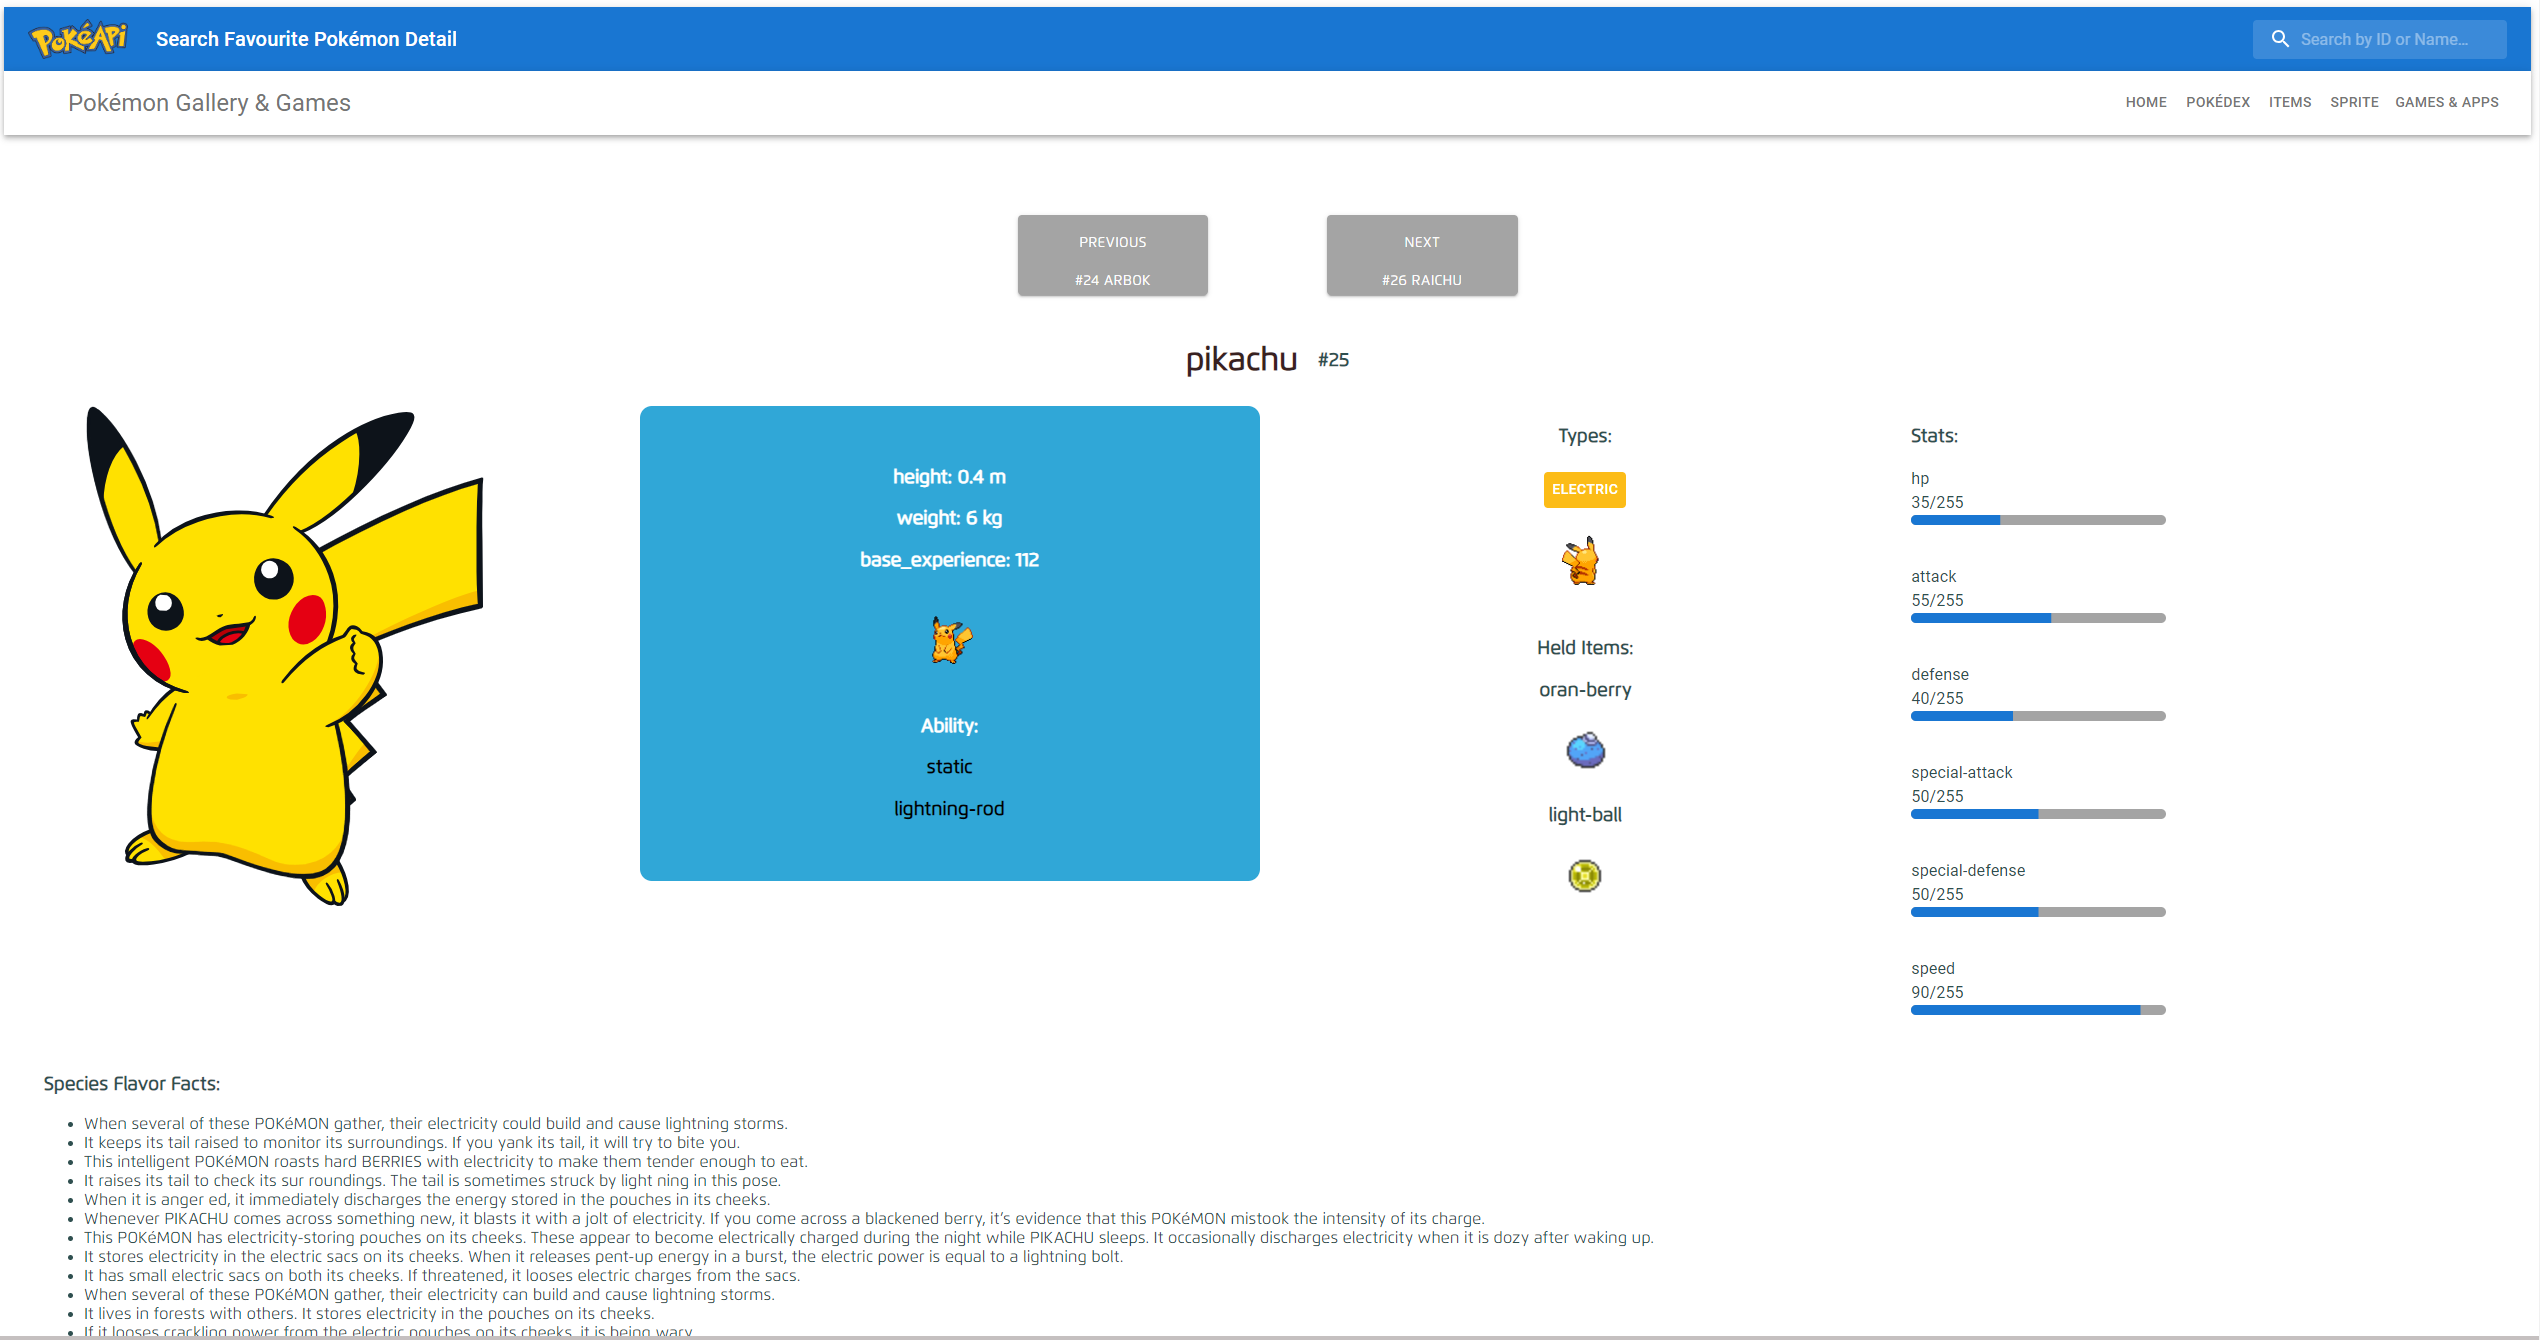 PokéAPi
Search Favourite Pokémon Detail
Search by ID or Name...
Pokémon Gallery & Games
HOME
POKÉDEX
ITEMS
SPRITE
GAMES & APPS
PREVIOUS
#24 ARBOK
NEXT
#26 RAICHU
pikachu #25
height: 0.4 m
weight: 6 kg
base_experience: 112
Ability:
static
lightning-rod
Types:
ELECTRIC
Held Items:
oran-berry
light-ball
Stats:
hp
35/255
attack
55/255
defense
40/255
special-attack
50/255
special-defense
50/255
speed
90/255
Species Flavor Facts:
When several of these POKéMON gather, their electricity could build and cause lightning storms.
It keeps its tail raised to monitor its surroundings. If you yank its tail, it will try to bite you.
This intelligent POKéMON roasts hard BERRIES with electricity to make them tender enough to eat.
It raises its tail to check its sur roundings. The tail is sometimes struck by light ning in this pose.
When it is anger ed, it immediately discharges the energy stored in the pouches in its cheeks.
Whenever PIKACHU comes across something new, it blasts it with a jolt of electricity. If you come across a blackened berry, it’s evidence that this POKéMON mistook the intensity of its charge.
This POKéMON has electricity-storing pouches on its cheeks. These appear to become electrically charged during the night while PIKACHU sleeps. It occasionally discharges electricity when it is dozy after waking up.
It stores electricity in the electric sacs on its cheeks. When it releases pent-up energy in a burst, the electric power is equal to a lightning bolt.
It has small electric sacs on both its cheeks. If threatened, it looses electric charges from the sacs.
When several of these POKéMON gather, their electricity can build and cause lightning storms.
It lives in forests with others. It stores electricity in the pouches on its cheeks.
If it looses crackling power from the electric pouches on its cheeks, it is being wary.